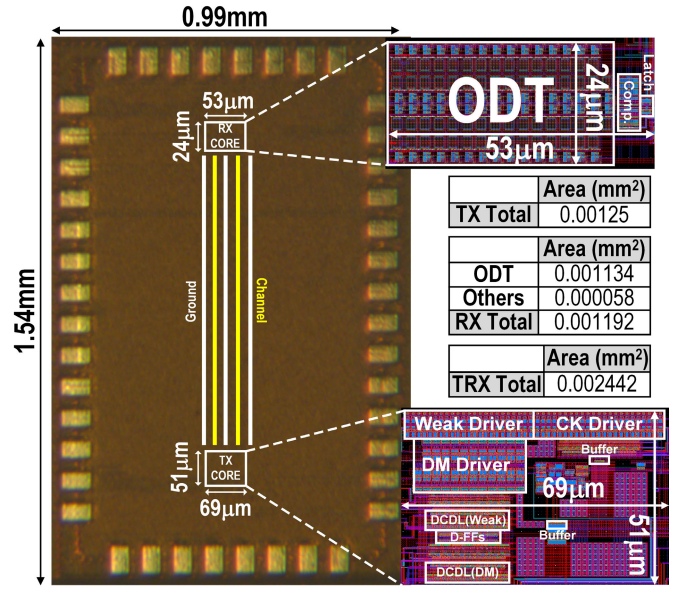 0.99mm
1.54mm
53μm
24μm
RX
CORE
Ground
Channel
51μm
TX
CORE
69μm
ODT
24μm
53μm
Comp.
Latch
Area (mm²)
TX Total 0.00125
Area (mm²)
ODT 0.001134
Others 0.000058
RX Total 0.001192
Area (mm²)
TRX Total 0.002442
Weak Driver CK Driver
Buffer
DM Driver
69μm
51μm
DCDL(Weak)
D-FFs
Buffer
DCDL(DM)